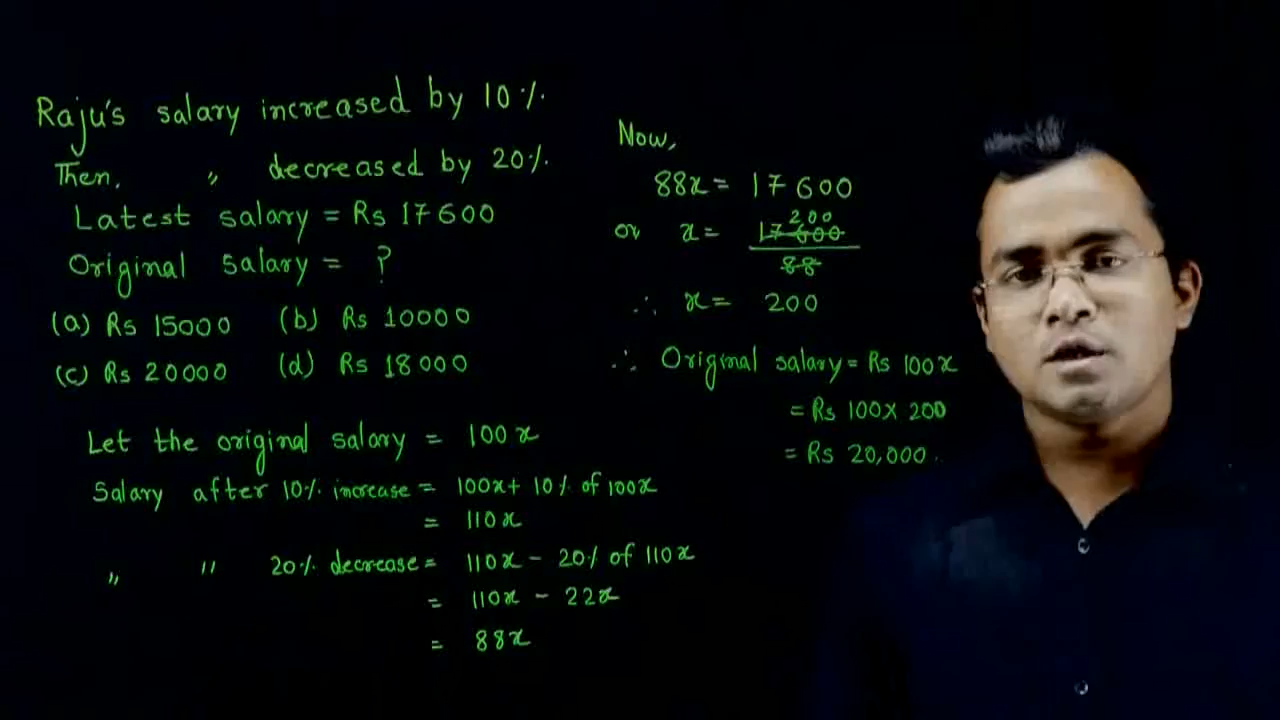 Raju's salary increased by 10%.
Then, " decreased by 20%.
Latest salary = Rs 17600
Original salary = ?
(a) Rs 15000 (b) Rs 10000
(c) Rs 20000 (d) Rs 18000
Let the original salary = 100x
Salary after 10% increase = 100x + 10% of 100x
= 110x
" " 20% decrease = 110x - 20% of 110x
= 110x - 22x
= 88x
Now,
88x = 17600
or x = 17600 200
88
∴ x = 200
∴ Original salary = Rs 100x
= Rs 100 x 200
= Rs 20,000.